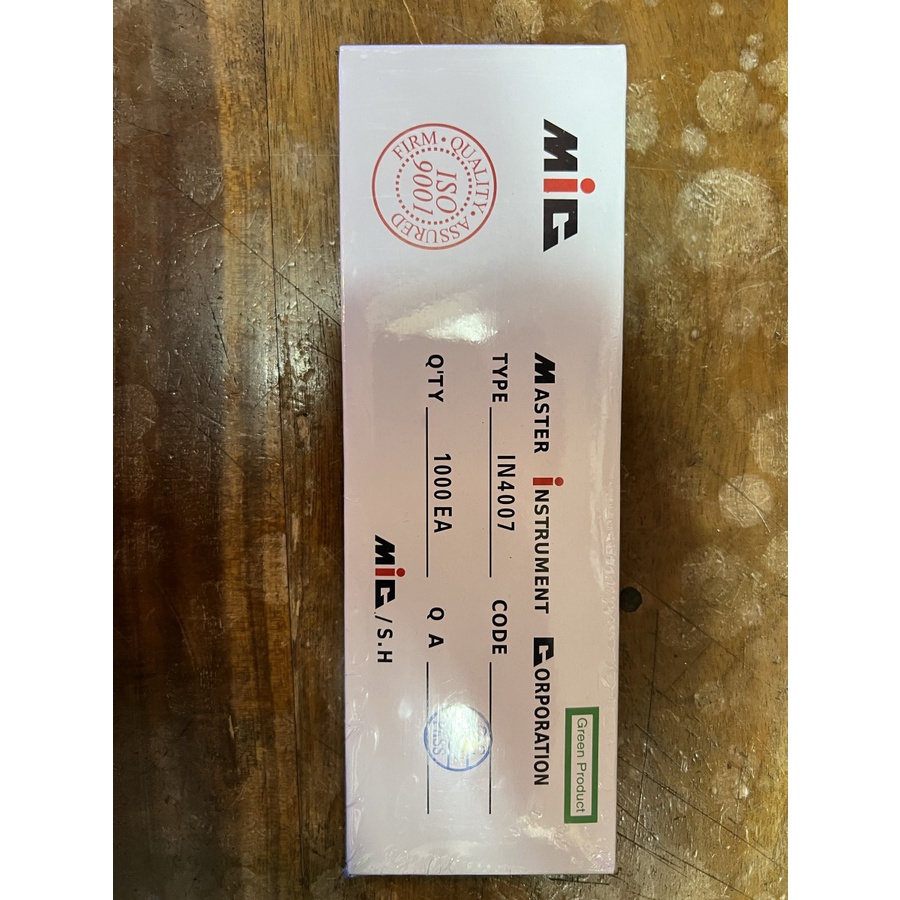 MiC
FIRM · QUALITY · ASSURED
ISO
9001
Green Product
MASTER iNSTRUMENT CORPORATION
TYPE IN4007 CODE
Q'TY 1000 EA Q A
MiC / S.H